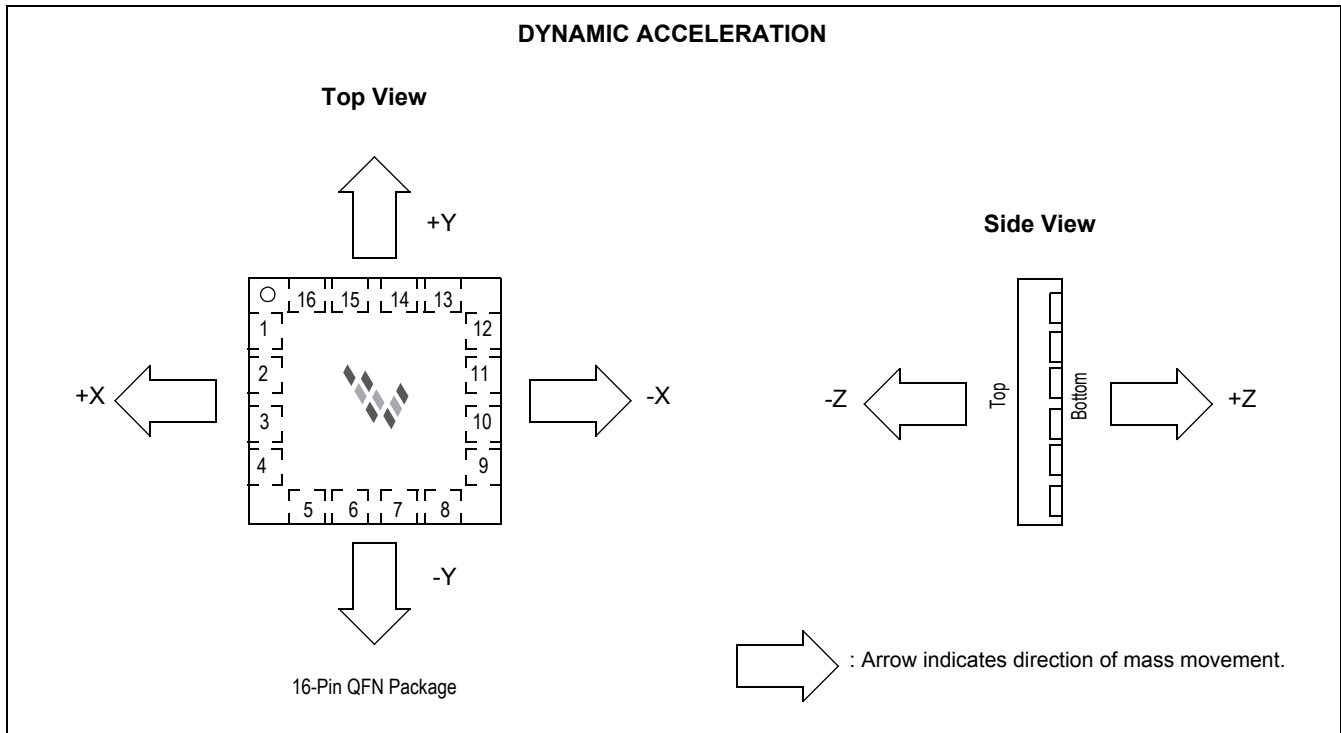 DYNAMIC ACCELERATION
Top View
+Y
16 15 14 13
1
2
3
4
12
11
10
9
5 6 7 8
+X
-X
-Y
16-Pin QFN Package
Side View
-Z
Top
Bottom
+Z
: Arrow indicates direction of mass movement.